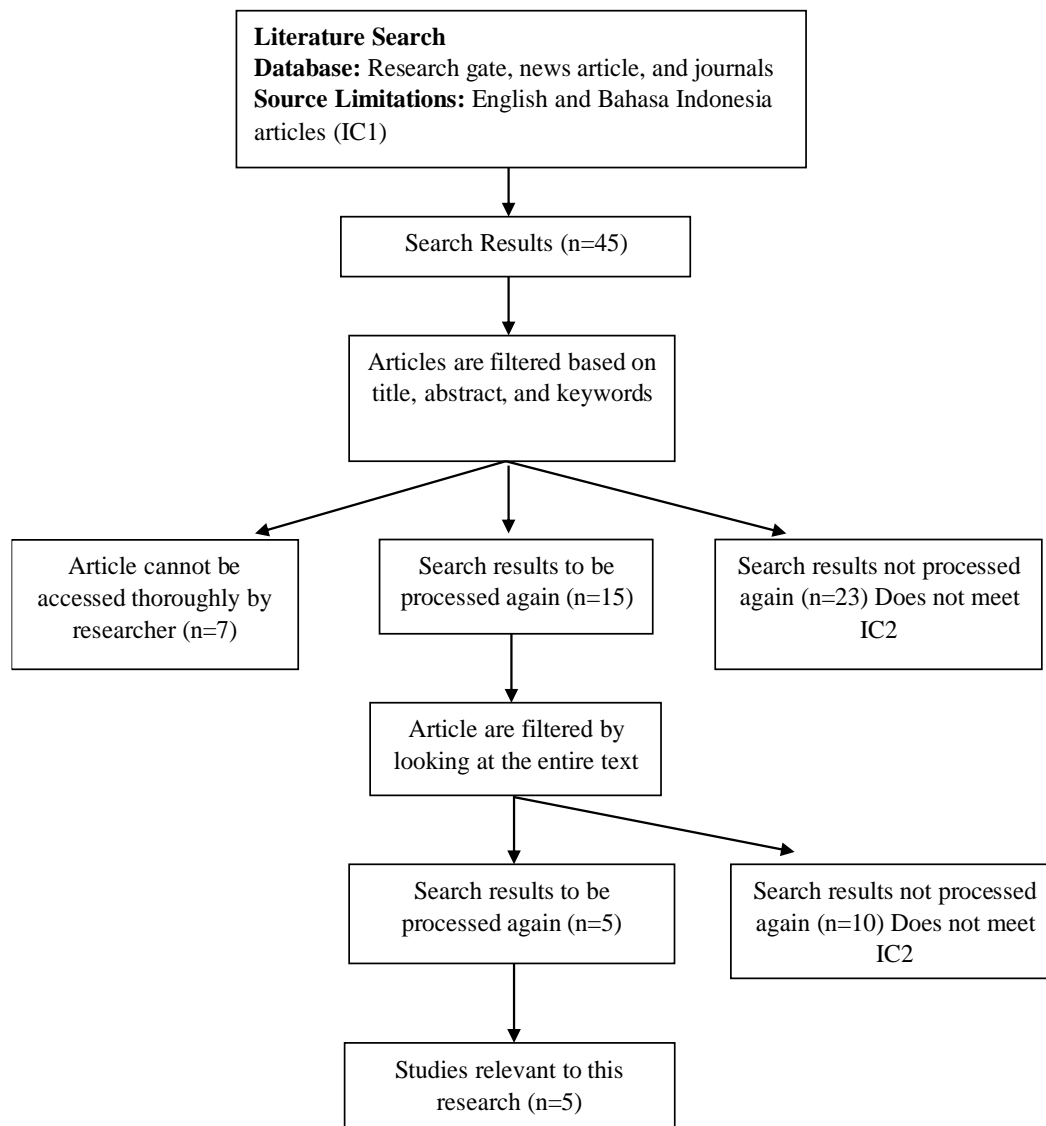 Literature Search
Database: Research gate, news article, and journals
Source Limitations: English and Bahasa Indonesia
articles (IC1)
Search Results (n=45)
Articles are filtered based on
title, abstract, and keywords
Article cannot be
accessed thoroughly by
researcher (n=7)
Search results to be
processed again (n=15)
Search results not processed
again (n=23) Does not meet
IC2
Article are filtered by
looking at the entire text
Search results to be
processed again (n=5)
Search results not processed
again (n=10) Does not meet
IC2
Studies relevant to this
research (n=5)